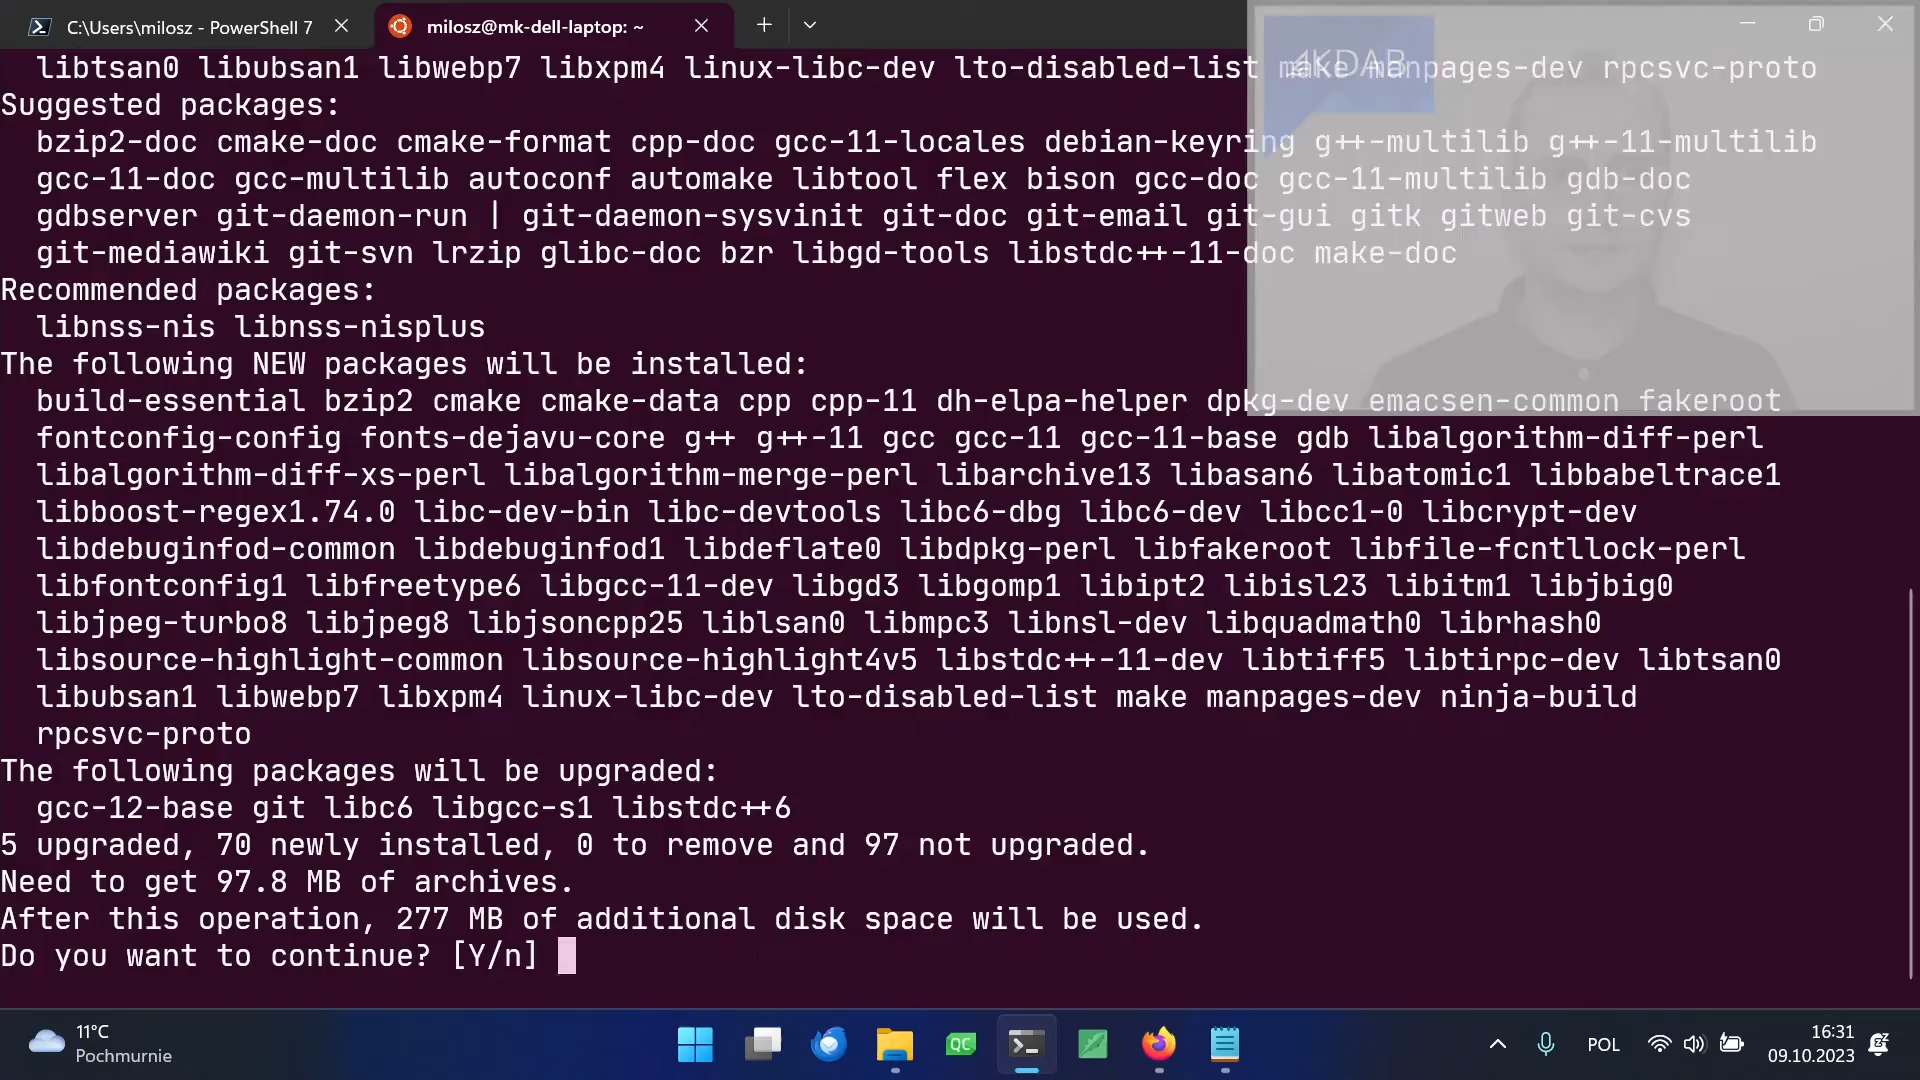 C:\Users\milosz - PowerShell 7
milosz@mk-dell-laptop: ~
KDAB
libtsan0 libubsan1 libwebp7 libxpm4 linux-libc-dev lto-disabled-list make manpages-dev rpcsvc-proto
Suggested packages:
bzip2-doc cmake-doc cmake-format cpp-doc gcc-11-locales debian-keyring g++-multilib g++-11-multilib
gcc-11-doc gcc-multilib autoconf automake libtool flex bison gcc-doc gcc-11-multilib gdb-doc
gdbserver git-daemon-run | git-daemon-sysvinit git-doc git-email git-gui gitk gitweb git-cvs
git-mediawiki git-svn lrzip glibc-doc bzr libgd-tools libstdc++-11-doc make-doc
Recommended packages:
libnss-nis libnss-nisplus
The following NEW packages will be installed:
build-essential bzip2 cmake cmake-data cpp cpp-11 dh-elpa-helper dpkg-dev emacsen-common fakeroot
fontconfig-config fonts-dejavu-core g++ g++-11 gcc gcc-11 gcc-11-base gdb libalgorithm-diff-perl
libalgorithm-diff-xs-perl libalgorithm-merge-perl libarchive13 libasan6 libatomic1 libbabeltrace1
libboost-regex1.74.0 libc-dev-bin libc-devtools libc6-dbg libc6-dev libcc1-0 libcrypt-dev
libdebuginfod-common libdebuginfod1 libdeflate0 libdpkg-perl libfakeroot libfile-fcntllock-perl
libfontconfig1 libfreetype6 libgcc-11-dev libgd3 libgomp1 libipt2 libisl23 libitm1 libjbig0
libjpeg-turbo8 libjpeg8 libjsoncpp25 liblsan0 libmpc3 libnsl-dev libquadmath0 librhash0
libsource-highlight-common libsource-highlight4v5 libstdc++-11-dev libtiff5 libtirpc-dev libtsan0
libubsan1 libwebp7 libxpm4 linux-libc-dev lto-disabled-list make manpages-dev ninja-build
rpcsvc-proto
The following packages will be upgraded:
gcc-12-base git libc6 libgcc-s1 libstdc++6
5 upgraded, 70 newly installed, 0 to remove and 97 not upgraded.
Need to get 97.8 MB of archives.
After this operation, 277 MB of additional disk space will be used.
Do you want to continue? [Y/n]
11°C
Pochmurnie
QC
POL
16:31
09.10.2023